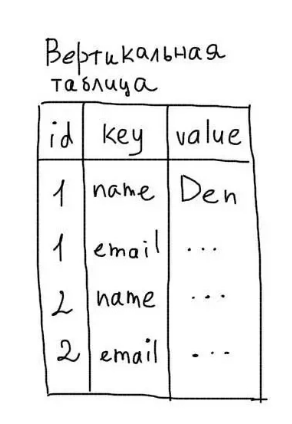 Вертикальная
таблица
id key value
1 name Den
1 email ...
2 name ...
2 email ...